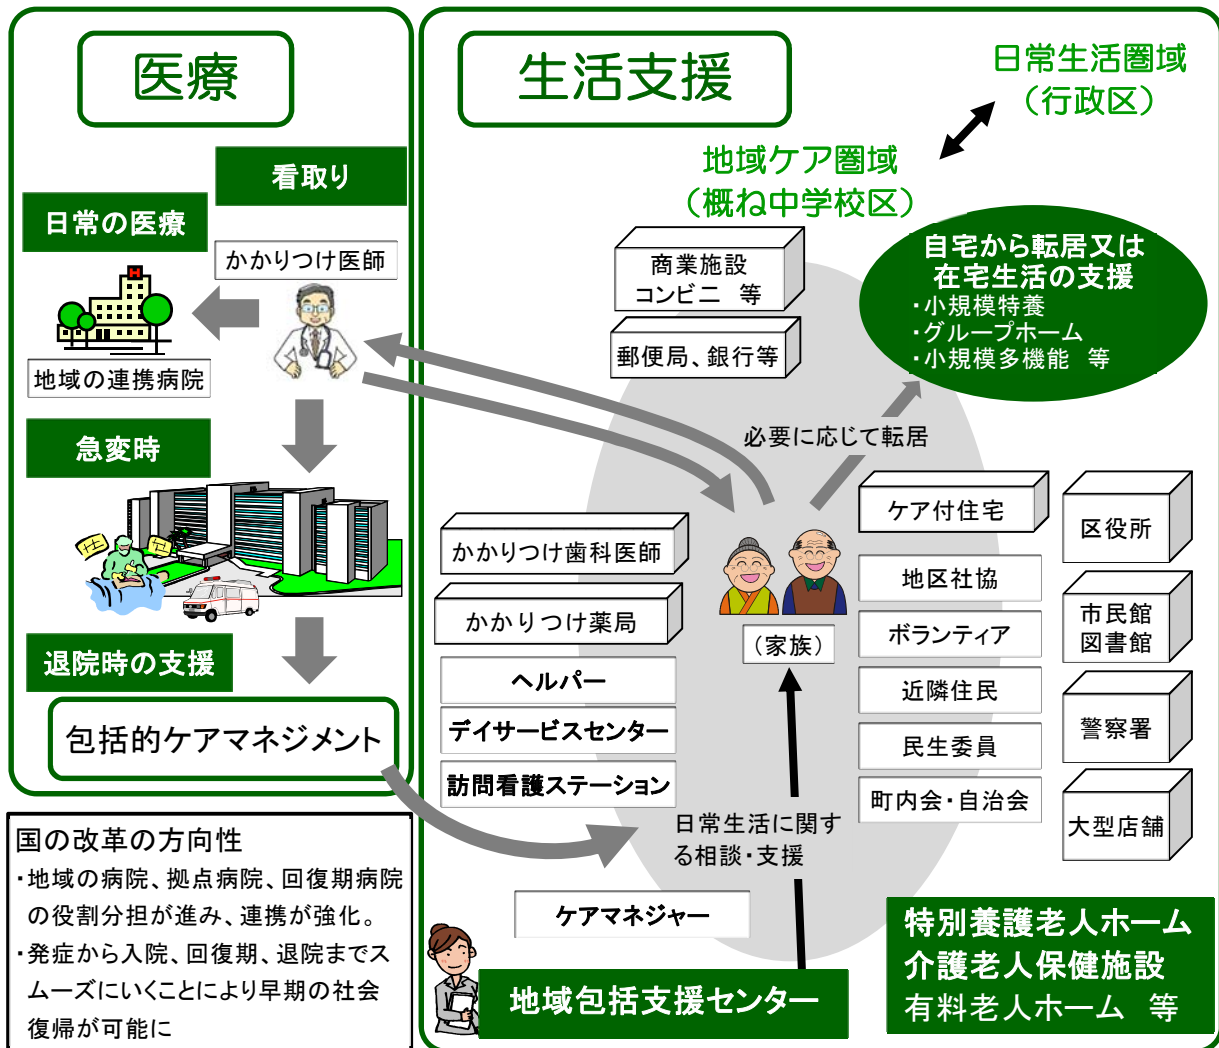 医療
看取り
日常の医療
かかりつけ医師
地域の連携病院
H
急変時
退院時の支援
包括的ケアマネジメント
国の改革の方向性
・地域の病院、拠点病院、回復期病院
の役割分担が進み、連携が強化。
・発症から入院、回復期、退院までス
ムーズにいくことにより早期の社会
復帰が可能に
生活支援
日常生活圏域
（行政区）
地域ケア圏域
（概ね中学校区）
商業施設
コンビニ 等
郵便局、銀行等
自宅から転居又は
在宅生活の支援
・小規模特養
・グループホーム
・小規模多機能 等
必要に応じて転居
かかりつけ歯科医師
かかりつけ薬局
ヘルパー
デイサービスセンター
訪問看護ステーション
（家族）
ケア付住宅
地区社協
ボランティア
近隣住民
民生委員
町内会・自治会
区役所
市民館
図書館
警察署
大型店舗
日常生活に関す
る相談・支援
ケアマネジャー
地域包括支援センター
特別養護老人ホーム
介護老人保健施設
有料老人ホーム 等